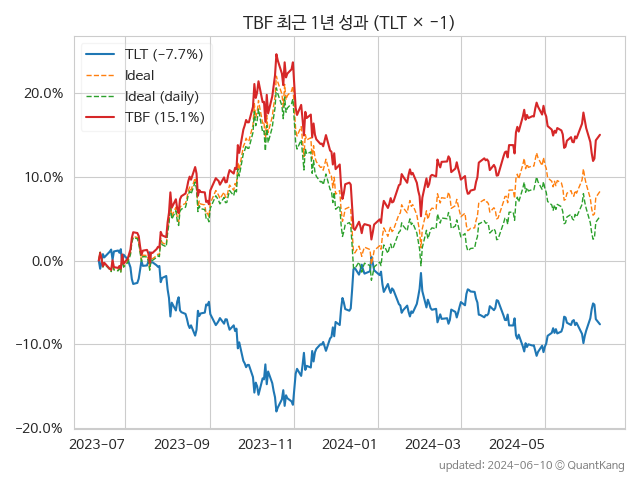 TBF 최근 1년 성과 (TLT × -1)
TLT (-7.7%)
Ideal
Ideal (daily)
TBF (15.1%)
20.0%
10.0%
0.0%
-10.0%
-20.0%
2023-07
2023-09
2023-11
2024-01
2024-03
2024-05
updated: 2024-06-10 © QuantKang